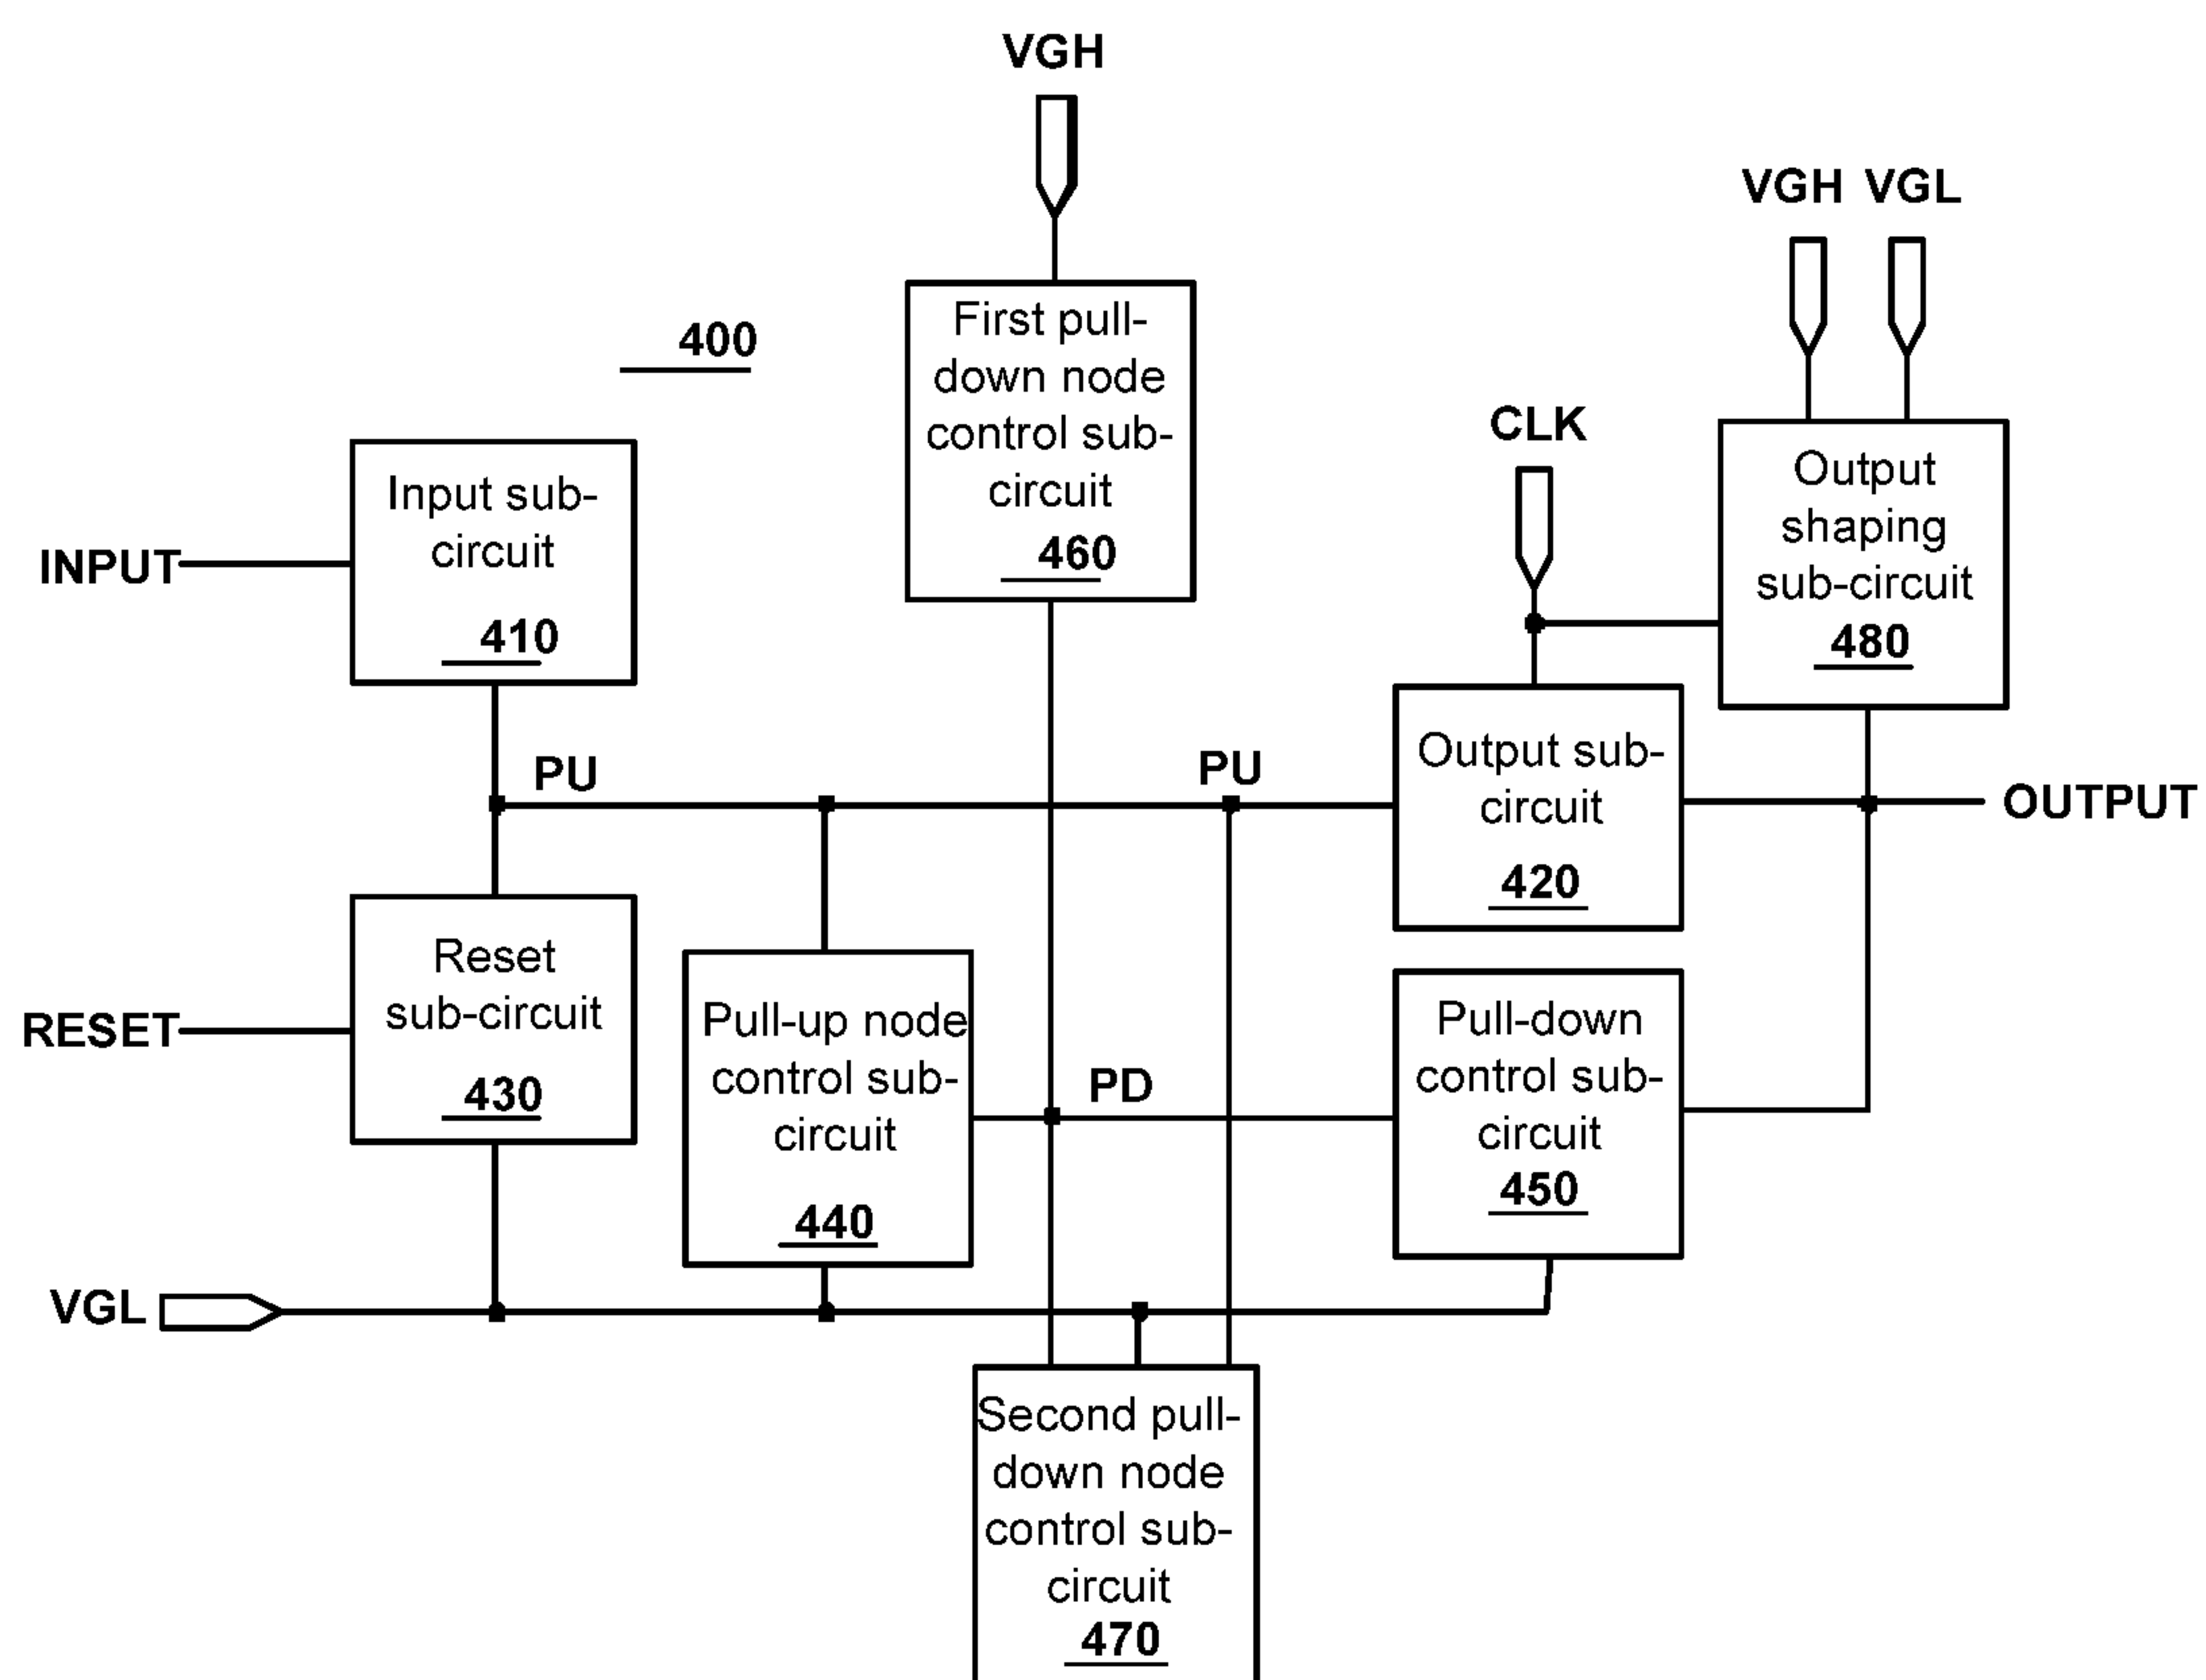 VGH
VGH VGL
400
First pull-
down node
control sub-
circuit
460
CLK
Input sub-
circuit
410
INPUT
Output
shaping
sub-circuit
480
PU
PU
Output sub-
circuit
420
OUTPUT
Reset
sub-circuit
430
RESET
Pull-up node
control sub-
circuit
440
PD
Pull-down
control sub-
circuit
450
VGL
Second pull-
down node
control sub-
circuit
470